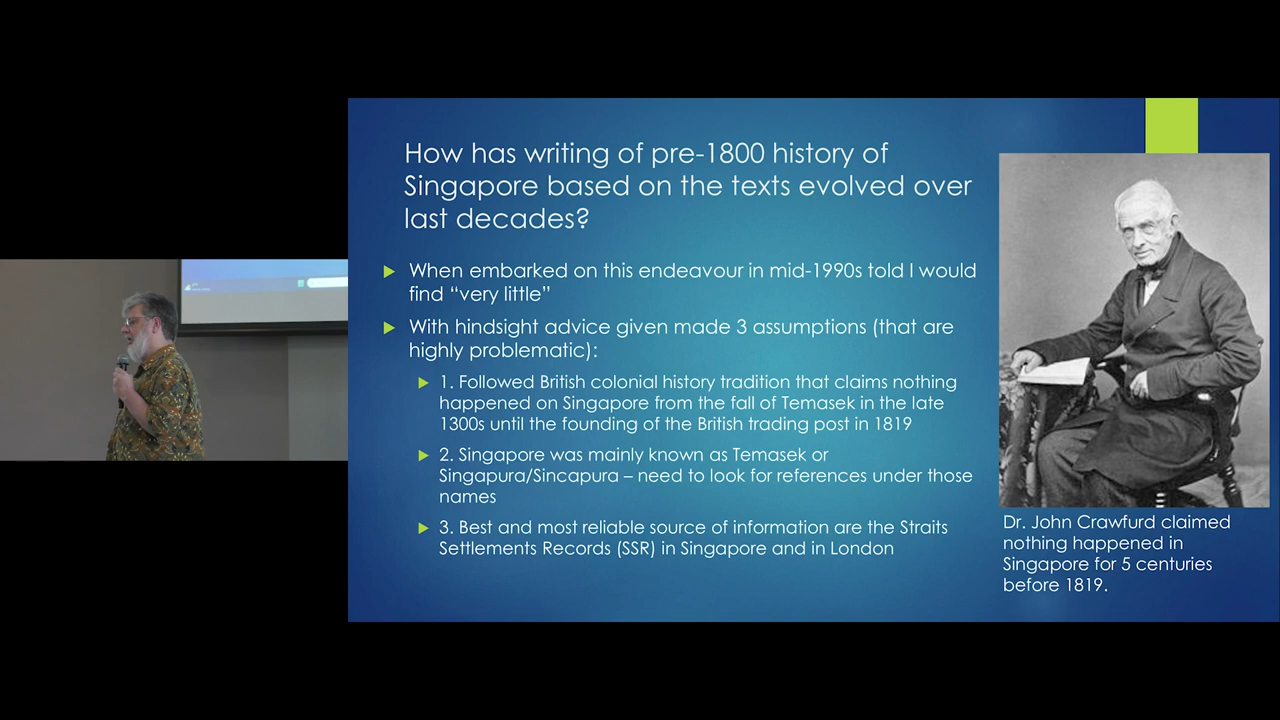 How has writing of pre-1800 history of
Singapore based on the texts evolved over
last decades?
When embarked on this endeavour in mid-1990s told I would
find “very little”
With hindsight advice given made 3 assumptions (that are
highly problematic):
1. Followed British colonial history tradition that claims nothing
happened on Singapore from the fall of Temasek in the late
1300s until the founding of the British trading post in 1819
2. Singapore was mainly known as Temasek or
Singapura/Sincapura – need to look for references under those
names
3. Best and most reliable source of information are the Straits
Settlements Records (SSR) in Singapore and in London
Dr. John Crawfurd claimed
nothing happened in
Singapore for 5 centuries
before 1819.